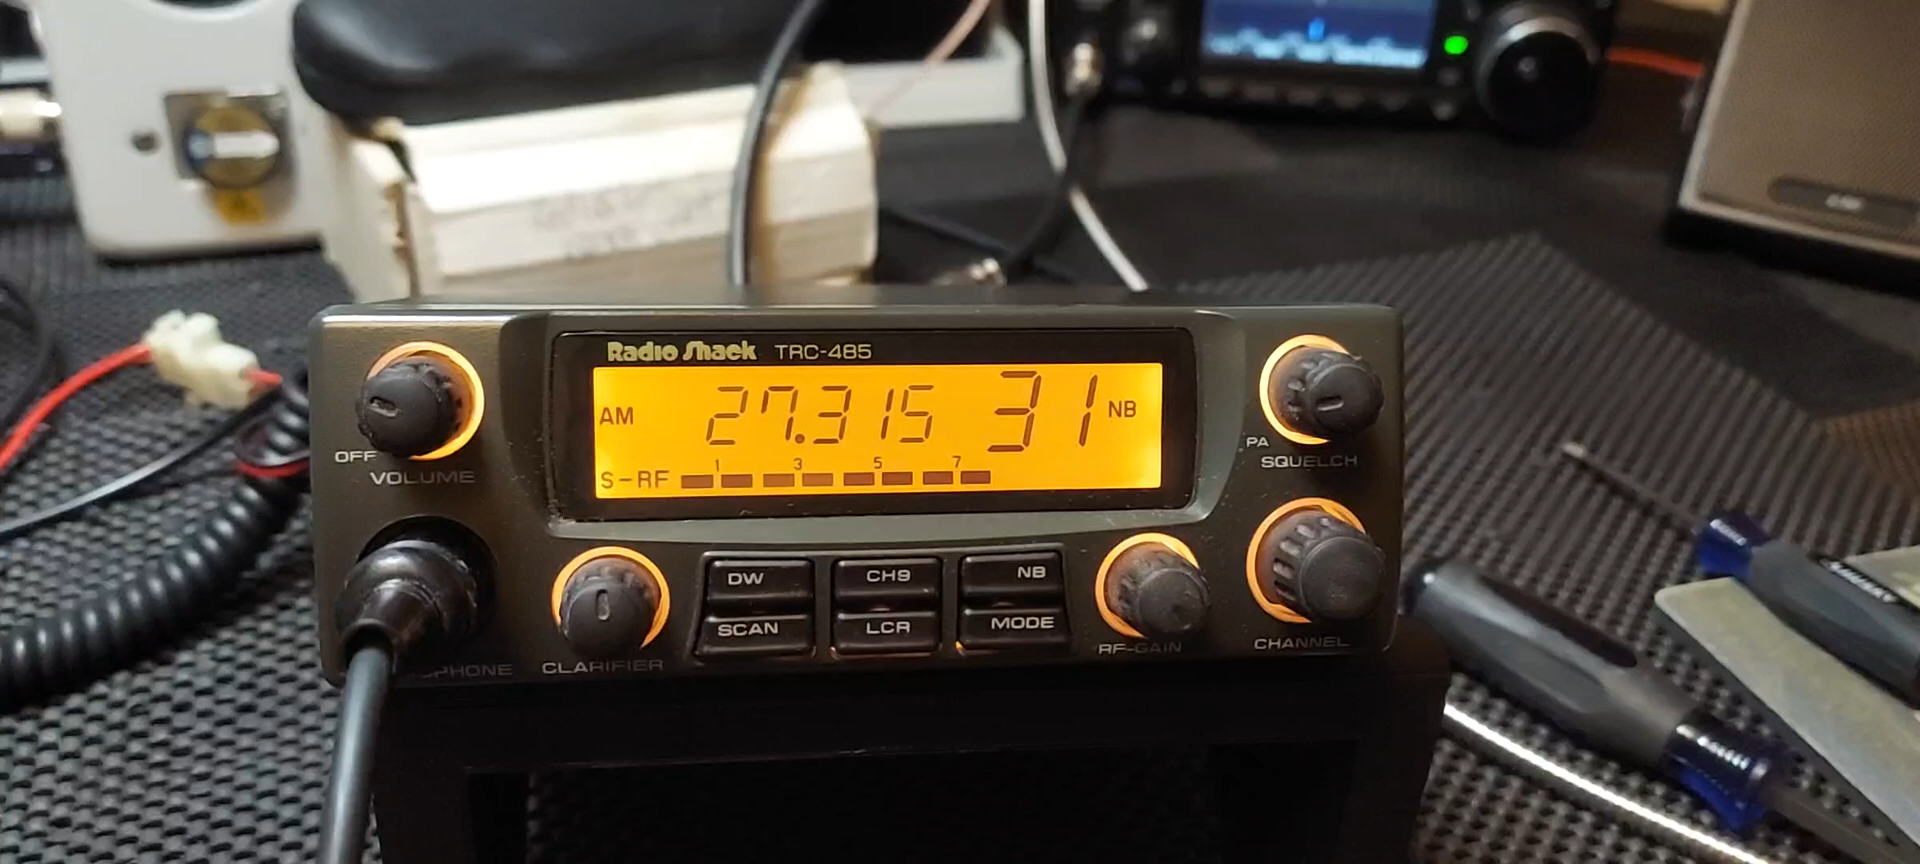 Radio Shack TRC-485
AM 27.315 31 NB
1 3 5 7
S-RF
OFF
VOLUME
PA
SQUELCH
DW CH9 NB
SCAN LCR MODE
PHONE CLARIFIER RF-GAIN CHANNEL